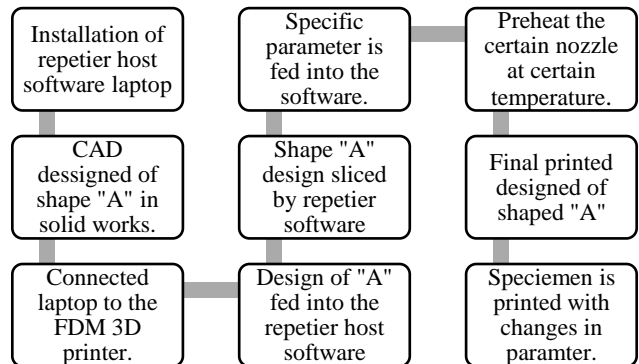 Installation of
repetier host
software laptop
CAD
dessigned of
shape "A" in
solid works.
Connected
laptop to the
FDM 3D
printer.
Design of "A"
fed into the
repetier host
software
Shape "A"
design sliced
by repetier
software
Specific
parameter is
fed into the
software.
Preheat the
certain nozzle
at certain
temperature.
Final printed
designed of
shaped "A"
Speciemen is
printed with
changes in
paramter.